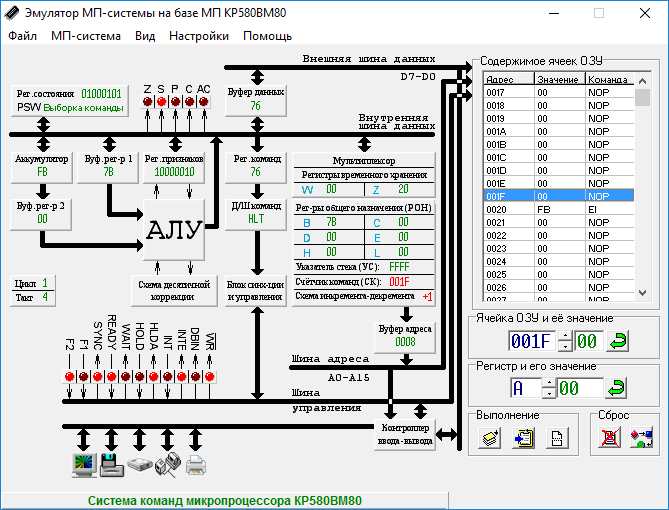 Эмулятор МП-системы на базе МП КР580ВМ80
Файл МП-система Вид Настройки Помощь
Внешняя шина данных
D7-D0
Рег.состояния 01000101
PSW Выборка команды
Z S P C AC
Буфер данных
76
Внутренняя
шина данных
Аккумулятор
FB
Буф.рег-р 1
7B
Рег.признаков
10000010
Рег.команд
76
Мультиплексор
Регистры временного хранения
W 00 Z 20
Буф.рег-р 2
00
АЛУ
Д/Ш команд
HLT
Рег-ры общего назначения (РОН)
B 7B C 00
D 00 E 00
H 00 L 00
Указатель стека (УС): FFFF
Счётчик команд (СК): 001F
Схема инкремента-декремента +1
Цикл 1
Такт 4
Схема десятичной
коррекции
Блок синх-ции
и управления
Буфер адреса
0008
F2 F1 SYNC READY WAIT HOLD HLDA INT INTE DBIN WR
Шина адреса
A0-A15
Шина
управления
Контроллер
ввода-вывода
Содержимое ячеек ОЗУ
Адрес Значение Команда
0017 00 NOP
0018 00 NOP
0019 00 NOP
001A 00 NOP
001B 00 NOP
001C 00 NOP
001D 00 NOP
001E 00 NOP
001F 00 NOP
0020 FB EI
0021 00 NOP
0022 00 NOP
0023 00 NOP
0024 00 NOP
0025 00 NOP
0026 00 NOP
0027 00 NOP
Ячейка ОЗУ и её значение
001F 00
Регистр и его значение
A 00
Выполнение
Сброс
Система команд микропроцессора КР580ВМ80